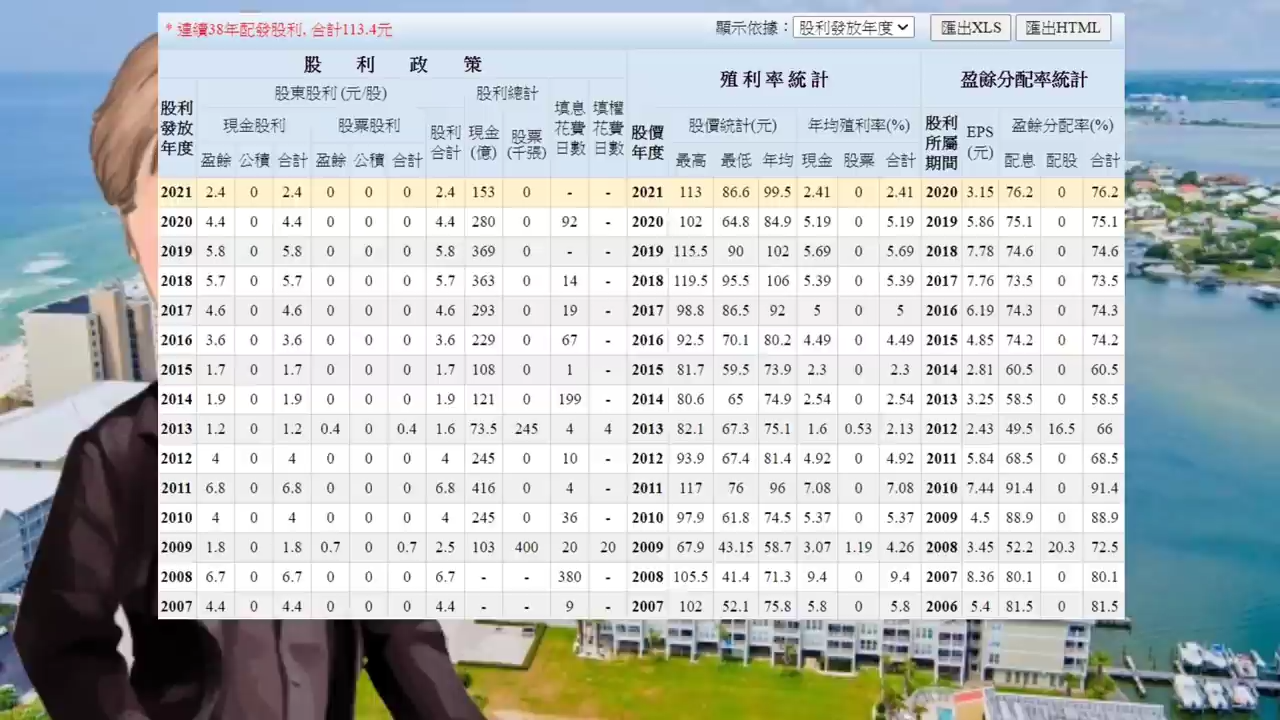 * 連續38年配發股利, 合計113.4元
顯示依據：
股利發放年度
匯出XLS
匯出HTML
股 利 政 策
殖 利 率 統 計
盈餘分配率統計
股利發放年度
股東股利 (元/股)
股利總計
填息花費日數
填權花費日數
股價年度
股價統計(元)
年均殖利率(%)
股利所屬期間
EPS (元)
盈餘分配率(%)
現金股利
股票股利
股利合計
現金 (億)
股票 (千張)
盈餘 公積 合計 盈餘 公積 合計 最高 最低 年均 現金 股票 合計 配息 配股 合計
2021 2.4 0 2.4 0 0 0 2.4 153 0 - - 2021 113 86.6 99.5 2.41 0 2.41 2020 3.15 76.2 0 76.2
2020 4.4 0 4.4 0 0 0 4.4 280 0 92 - 2020 102 64.8 84.9 5.19 0 5.19 2019 5.86 75.1 0 75.1
2019 5.8 0 5.8 0 0 0 5.8 369 0 - - 2019 115.5 90 102 5.69 0 5.69 2018 7.78 74.6 0 74.6
2018 5.7 0 5.7 0 0 0 5.7 363 0 14 - 2018 119.5 95.5 106 5.39 0 5.39 2017 7.76 73.5 0 73.5
2017 4.6 0 4.6 0 0 0 4.6 293 0 19 - 2017 98.8 86.5 92 5 0 5 2016 6.19 74.3 0 74.3
2016 3.6 0 3.6 0 0 0 3.6 229 0 67 - 2016 92.5 70.1 80.2 4.49 0 4.49 2015 4.85 74.2 0 74.2
2015 1.7 0 1.7 0 0 0 1.7 108 0 1 - 2015 81.7 59.5 73.9 2.3 0 2.3 2014 2.81 60.5 0 60.5
2014 1.9 0 1.9 0 0 0 1.9 121 0 199 - 2014 80.6 65 74.9 2.54 0 2.54 2013 3.25 58.5 0 58.5
2013 1.2 0 1.2 0.4 0 0.4 1.6 73.5 245 4 4 2013 82.1 67.3 75.1 1.6 0.53 2.13 2012 2.43 49.5 16.5 66
2012 4 0 4 0 0 0 4 245 0 10 - 2012 93.9 67.4 81.4 4.92 0 4.92 2011 5.84 68.5 0 68.5
2011 6.8 0 6.8 0 0 0 6.8 416 0 4 - 2011 117 76 96 7.08 0 7.08 2010 7.44 91.4 0 91.4
2010 4 0 4 0 0 0 4 245 0 36 - 2010 97.9 61.8 74.5 5.37 0 5.37 2009 4.5 88.9 0 88.9
2009 1.8 0 1.8 0.7 0 0.7 2.5 103 400 20 20 2009 67.9 43.15 58.7 3.07 1.19 4.26 2008 3.45 52.2 20.3 72.5
2008 6.7 0 6.7 0 0 0 6.7 - - 380 - 2008 105.5 41.4 71.3 9.4 0 9.4 2007 8.36 80.1 0 80.1
2007 4.4 0 4.4 0 0 0 4.4 - - 9 - 2007 102 52.1 75.8 5.8 0 5.8 2006 5.4 81.5 0 81.5